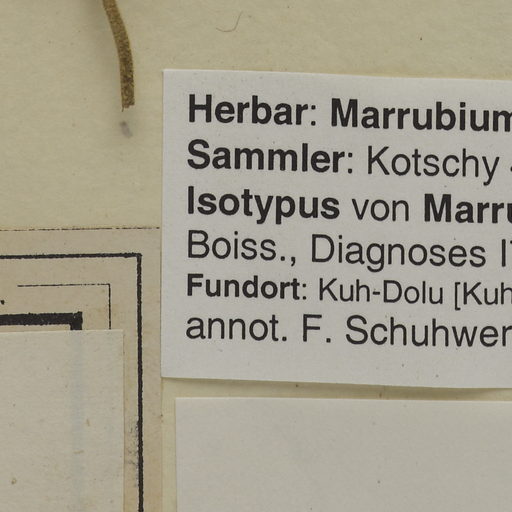 Herbar: Marrubium
Sammler: Kotschy
Isotypus von Marru
Boiss., Diagnoses I
Fundort: Kuh-Dolu [Kuh
annot. F. Schuhwer